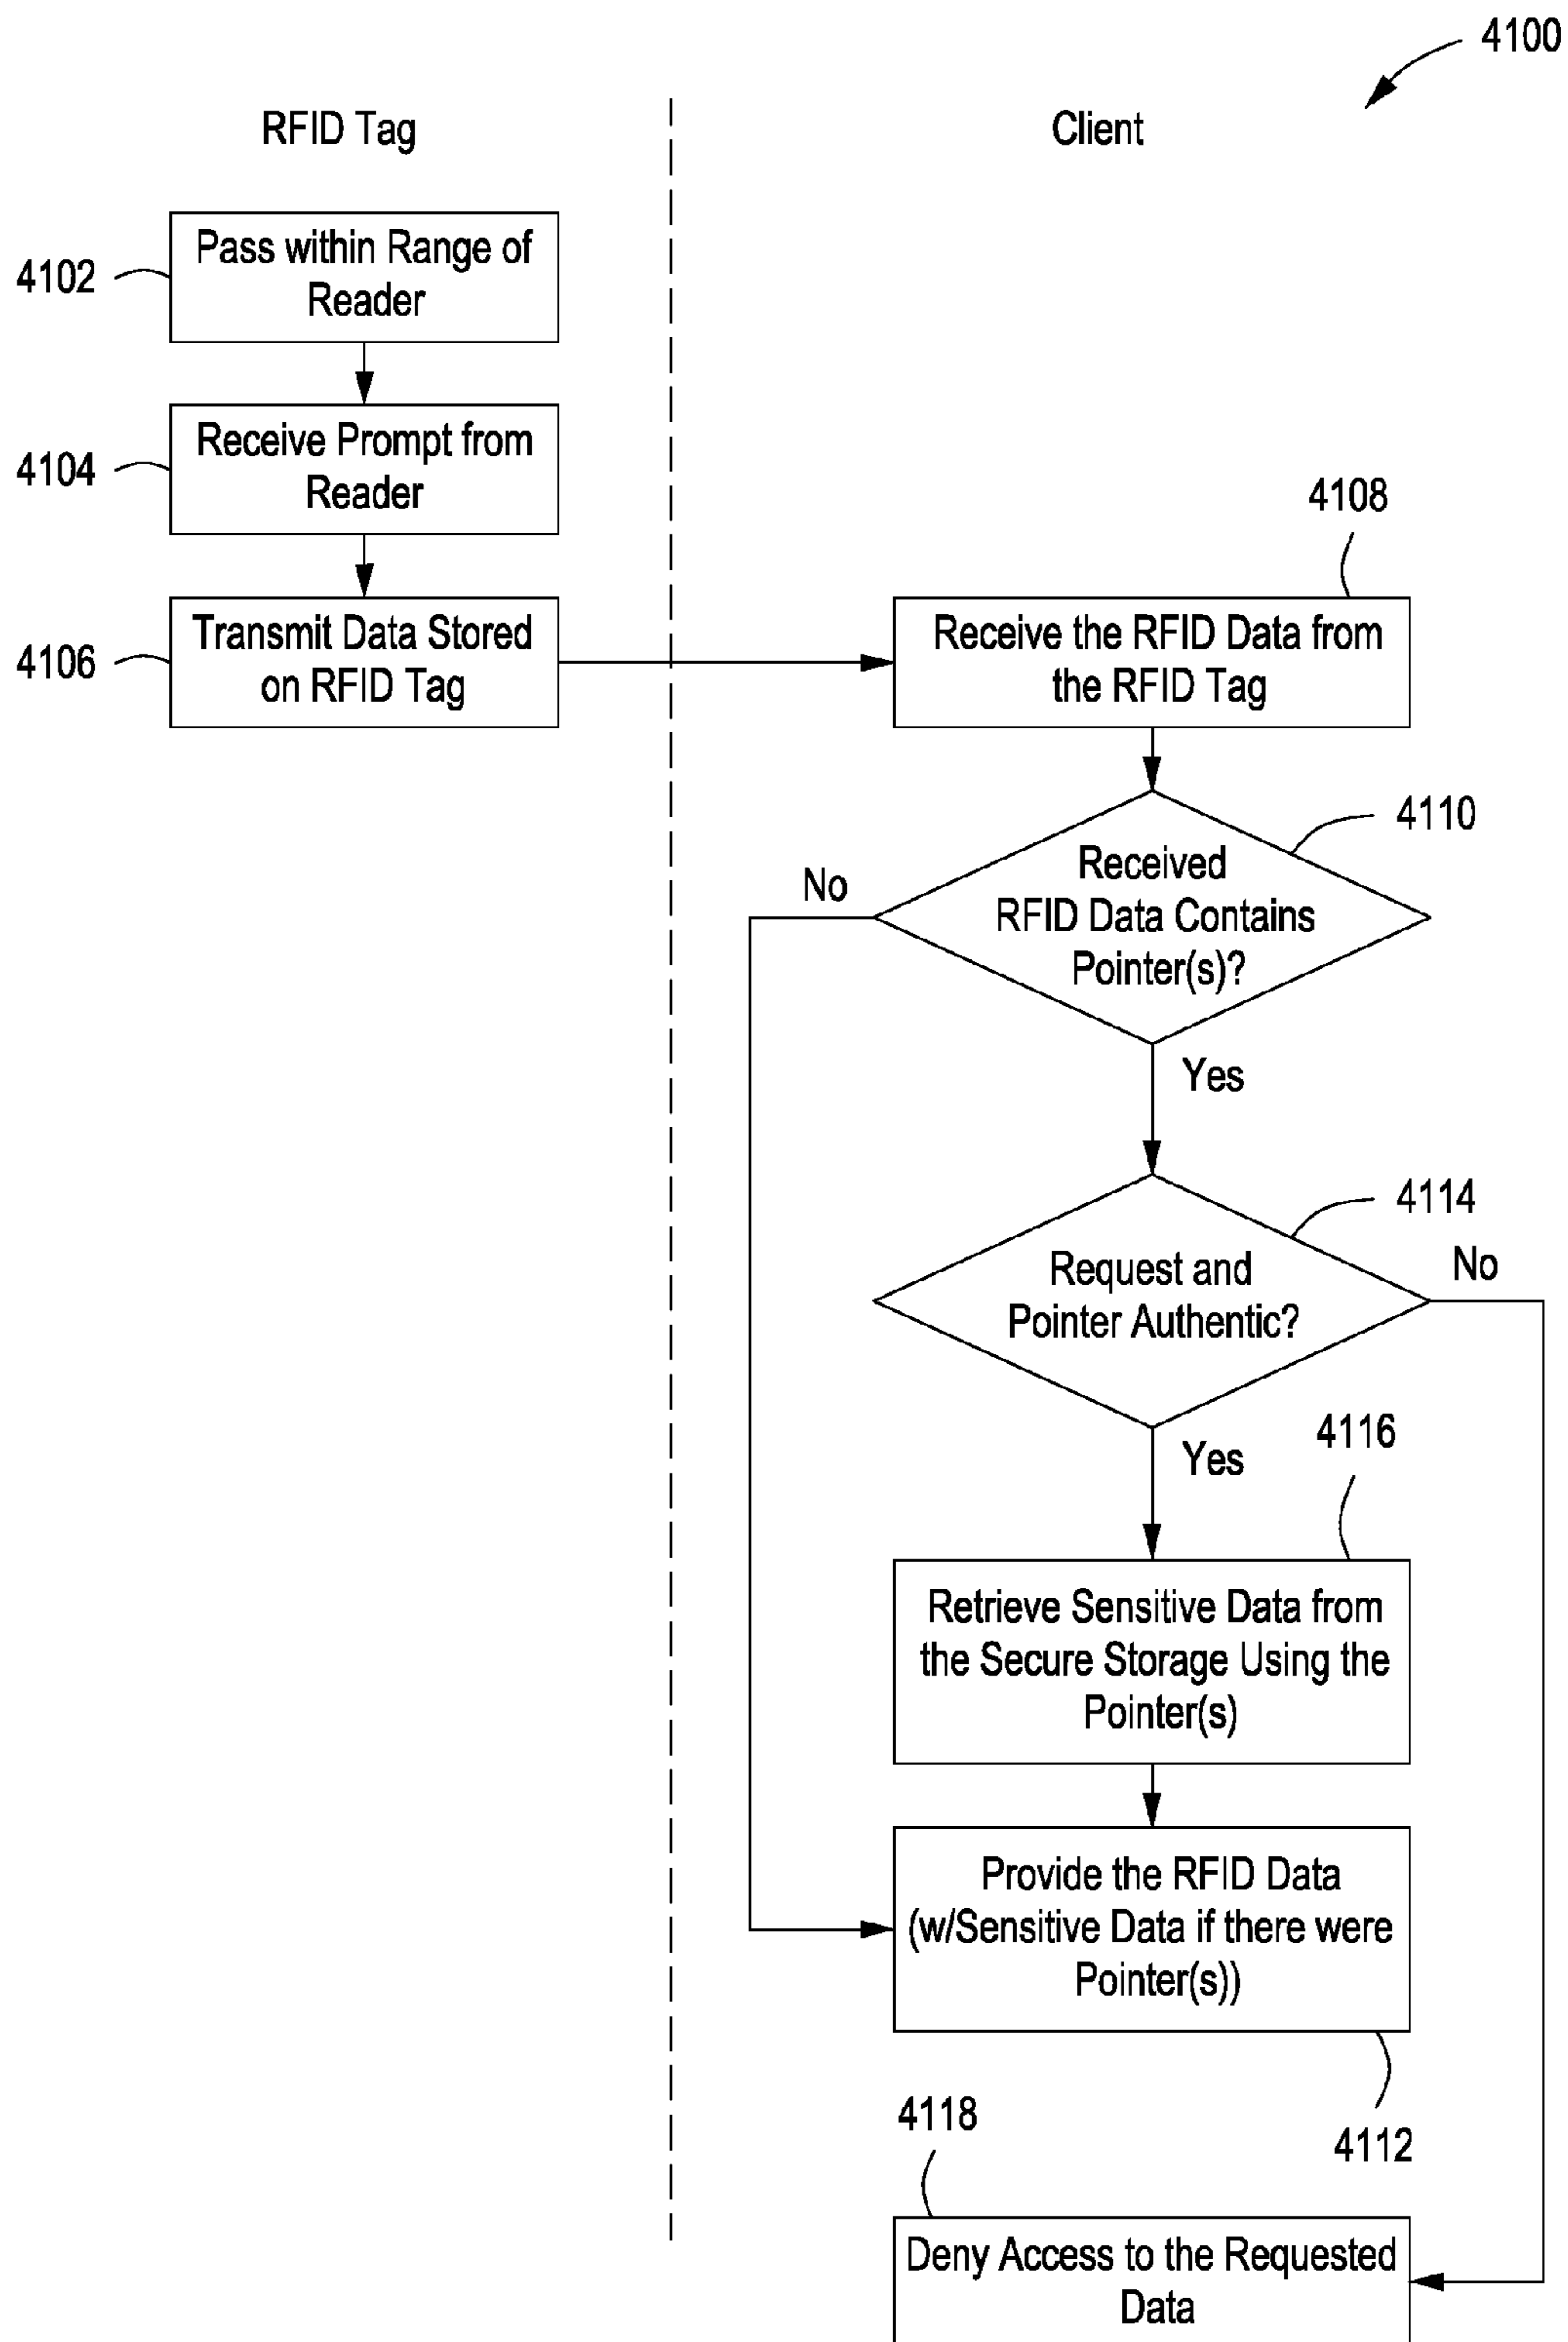 4100
RFID Tag
Client
4102
Pass within Range of
Reader
4104
Receive Prompt from
Reader
4106
Transmit Data Stored
on RFID Tag
4108
Receive the RFID Data from
the RFID Tag
4110
Received
RFID Data Contains
Pointer(s)?
No
Yes
4114
Request and
Pointer Authentic?
No
Yes
4116
Retrieve Sensitive Data from
the Secure Storage Using the
Pointer(s)
Provide the RFID Data
(w/Sensitive Data if there were
Pointer(s))
4112
4118
Deny Access to the Requested
Data